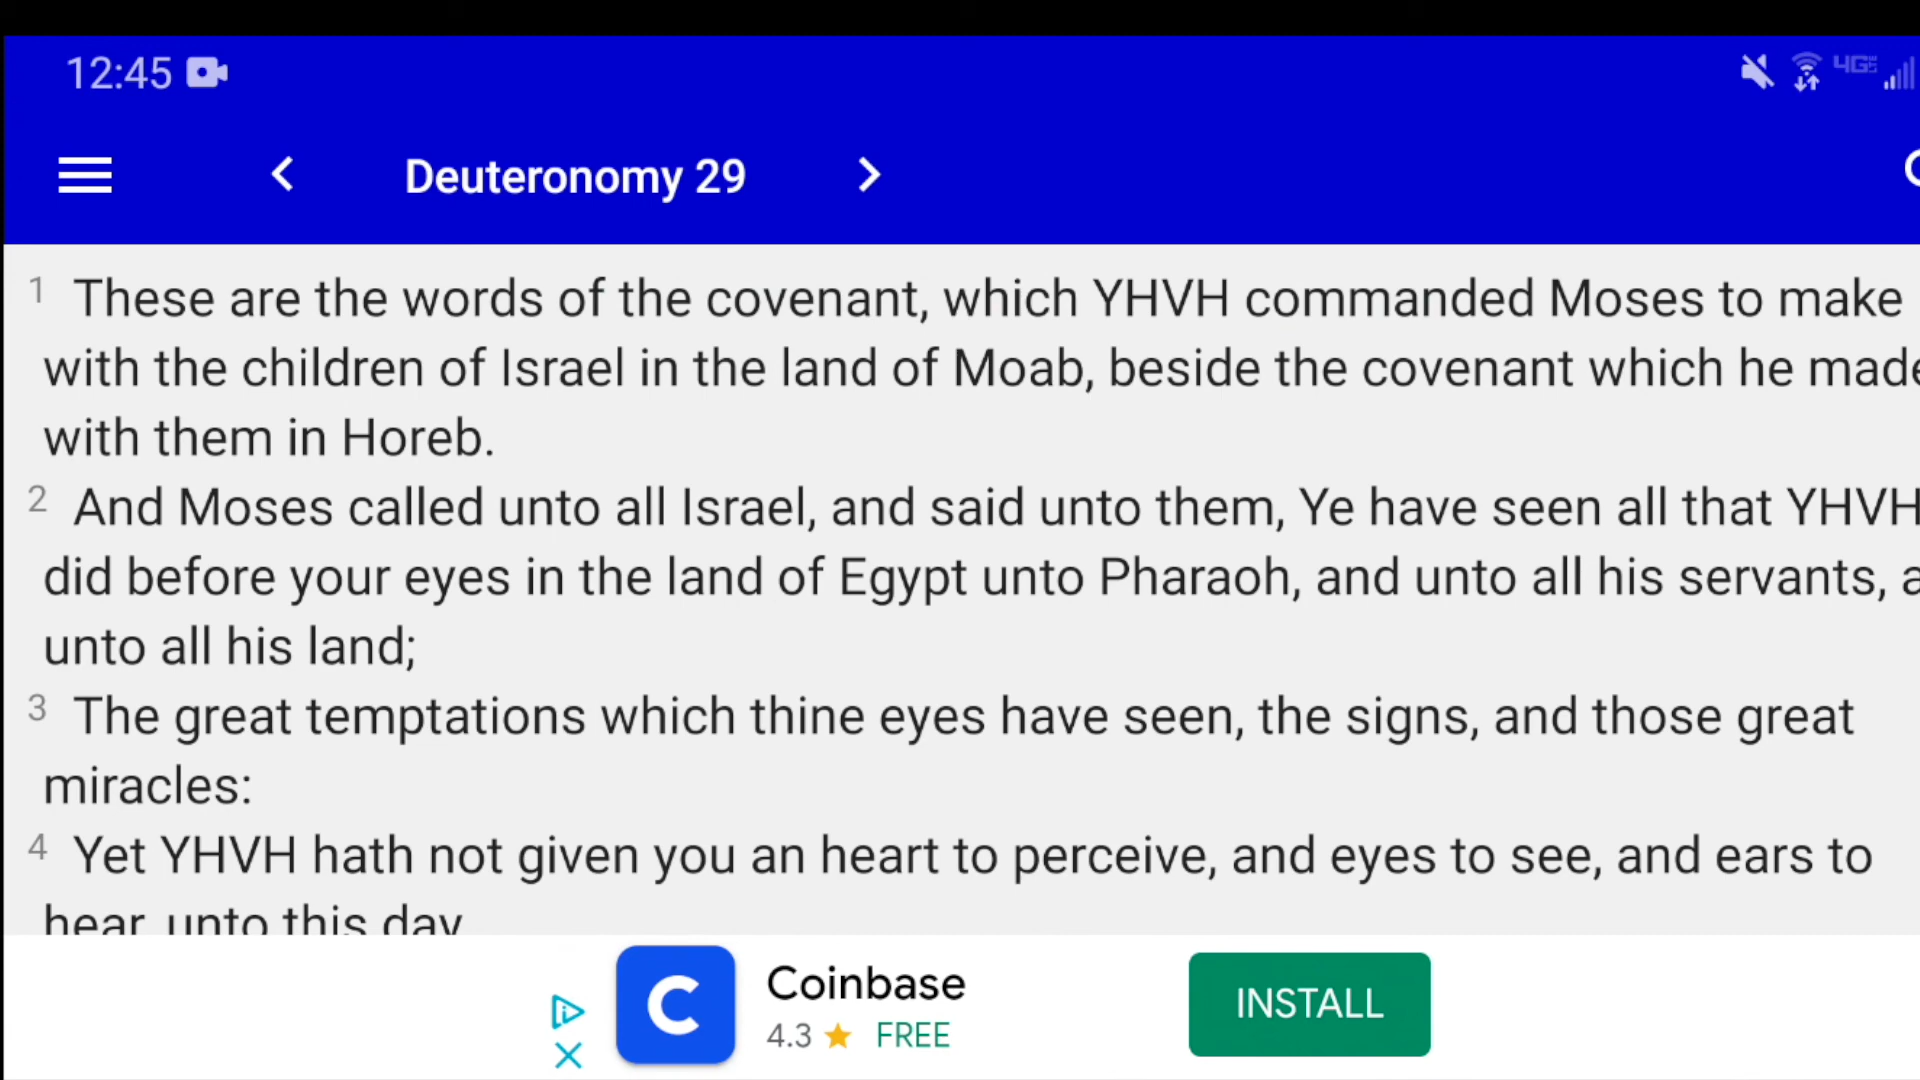 12:45 4G
Deuteronomy 29
1 These are the words of the covenant, which YHVH commanded Moses to make
with the children of Israel in the land of Moab, beside the covenant which he made
with them in Horeb.
2 And Moses called unto all Israel, and said unto them, Ye have seen all that YHVH
did before your eyes in the land of Egypt unto Pharaoh, and unto all his servants, a
unto all his land;
3 The great temptations which thine eyes have seen, the signs, and those great
miracles:
4 Yet YHVH hath not given you an heart to perceive, and eyes to see, and ears to
hear, unto this day
C
Coinbase
4.3 ★ FREE
INSTALL